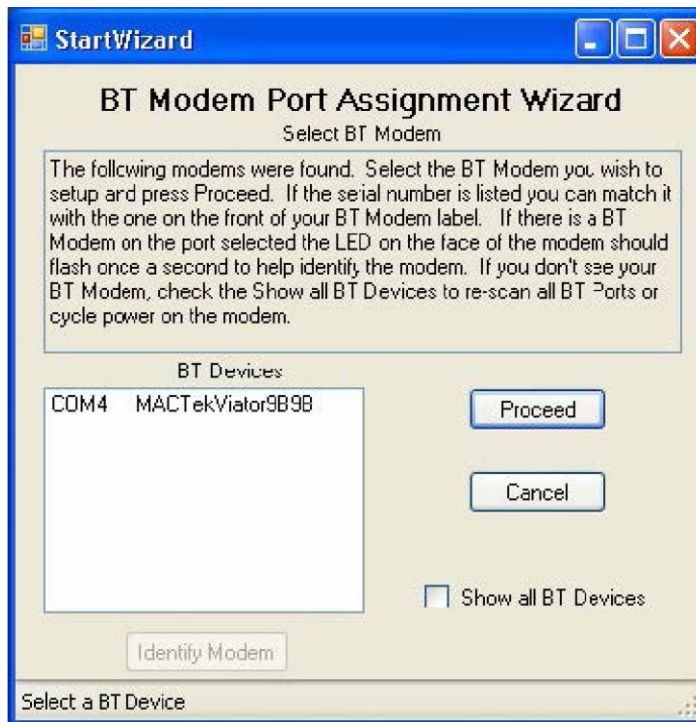 StartWizard
BT Modem Port Assignment Wizard
Select BT Modem
The following modems were found. Select the BT Modem you wish to
setup and press Proceed. If the serial number is listed you can match it
with the one on the front of your BT Modem label. If there is a BT
Modem on the port selected the LED on the face of the modem should
flash once a second to help identify the modem. If you don't see your
BT Modem, check the Show all BT Devices to re-scan all BT Ports or
cycle power on the modem.
BT Devices
COM4 MACTekViator9B9B
Proceed
Cancel
Show all BT Devices
Identify Modem
Select a BT Device